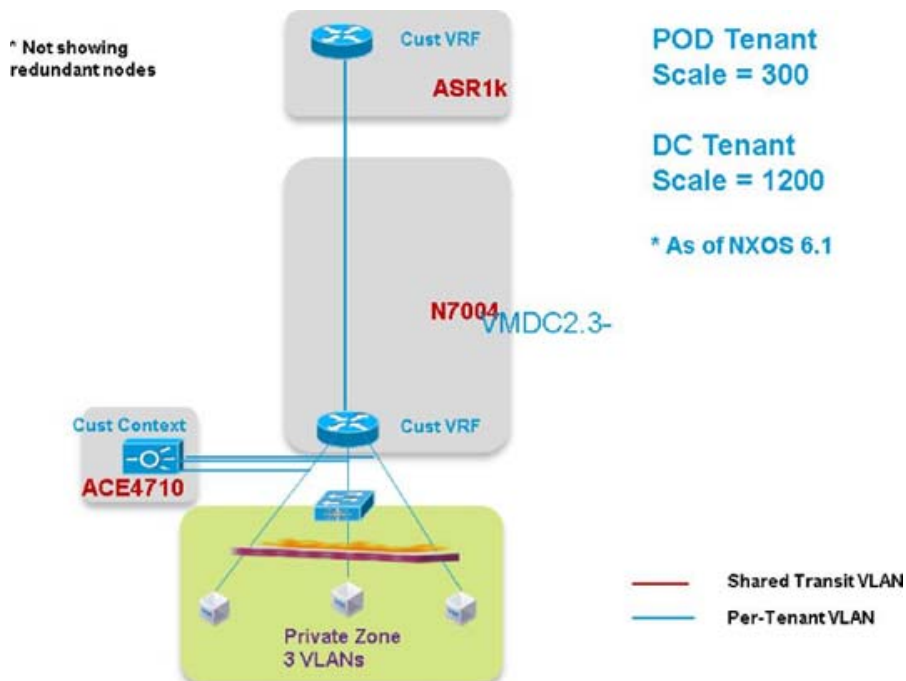 * Not showing
redundant nodes
Cust VRF
ASR1k
POD Tenant
Scale = 300
DC Tenant
Scale = 1200
* As of NXOS 6.1
N7004
VMDC2.3-
Cust VRF
Cust Context
ACE4710
Private Zone
3 VLANs
Shared Transit VLAN
Per-Tenant VLAN